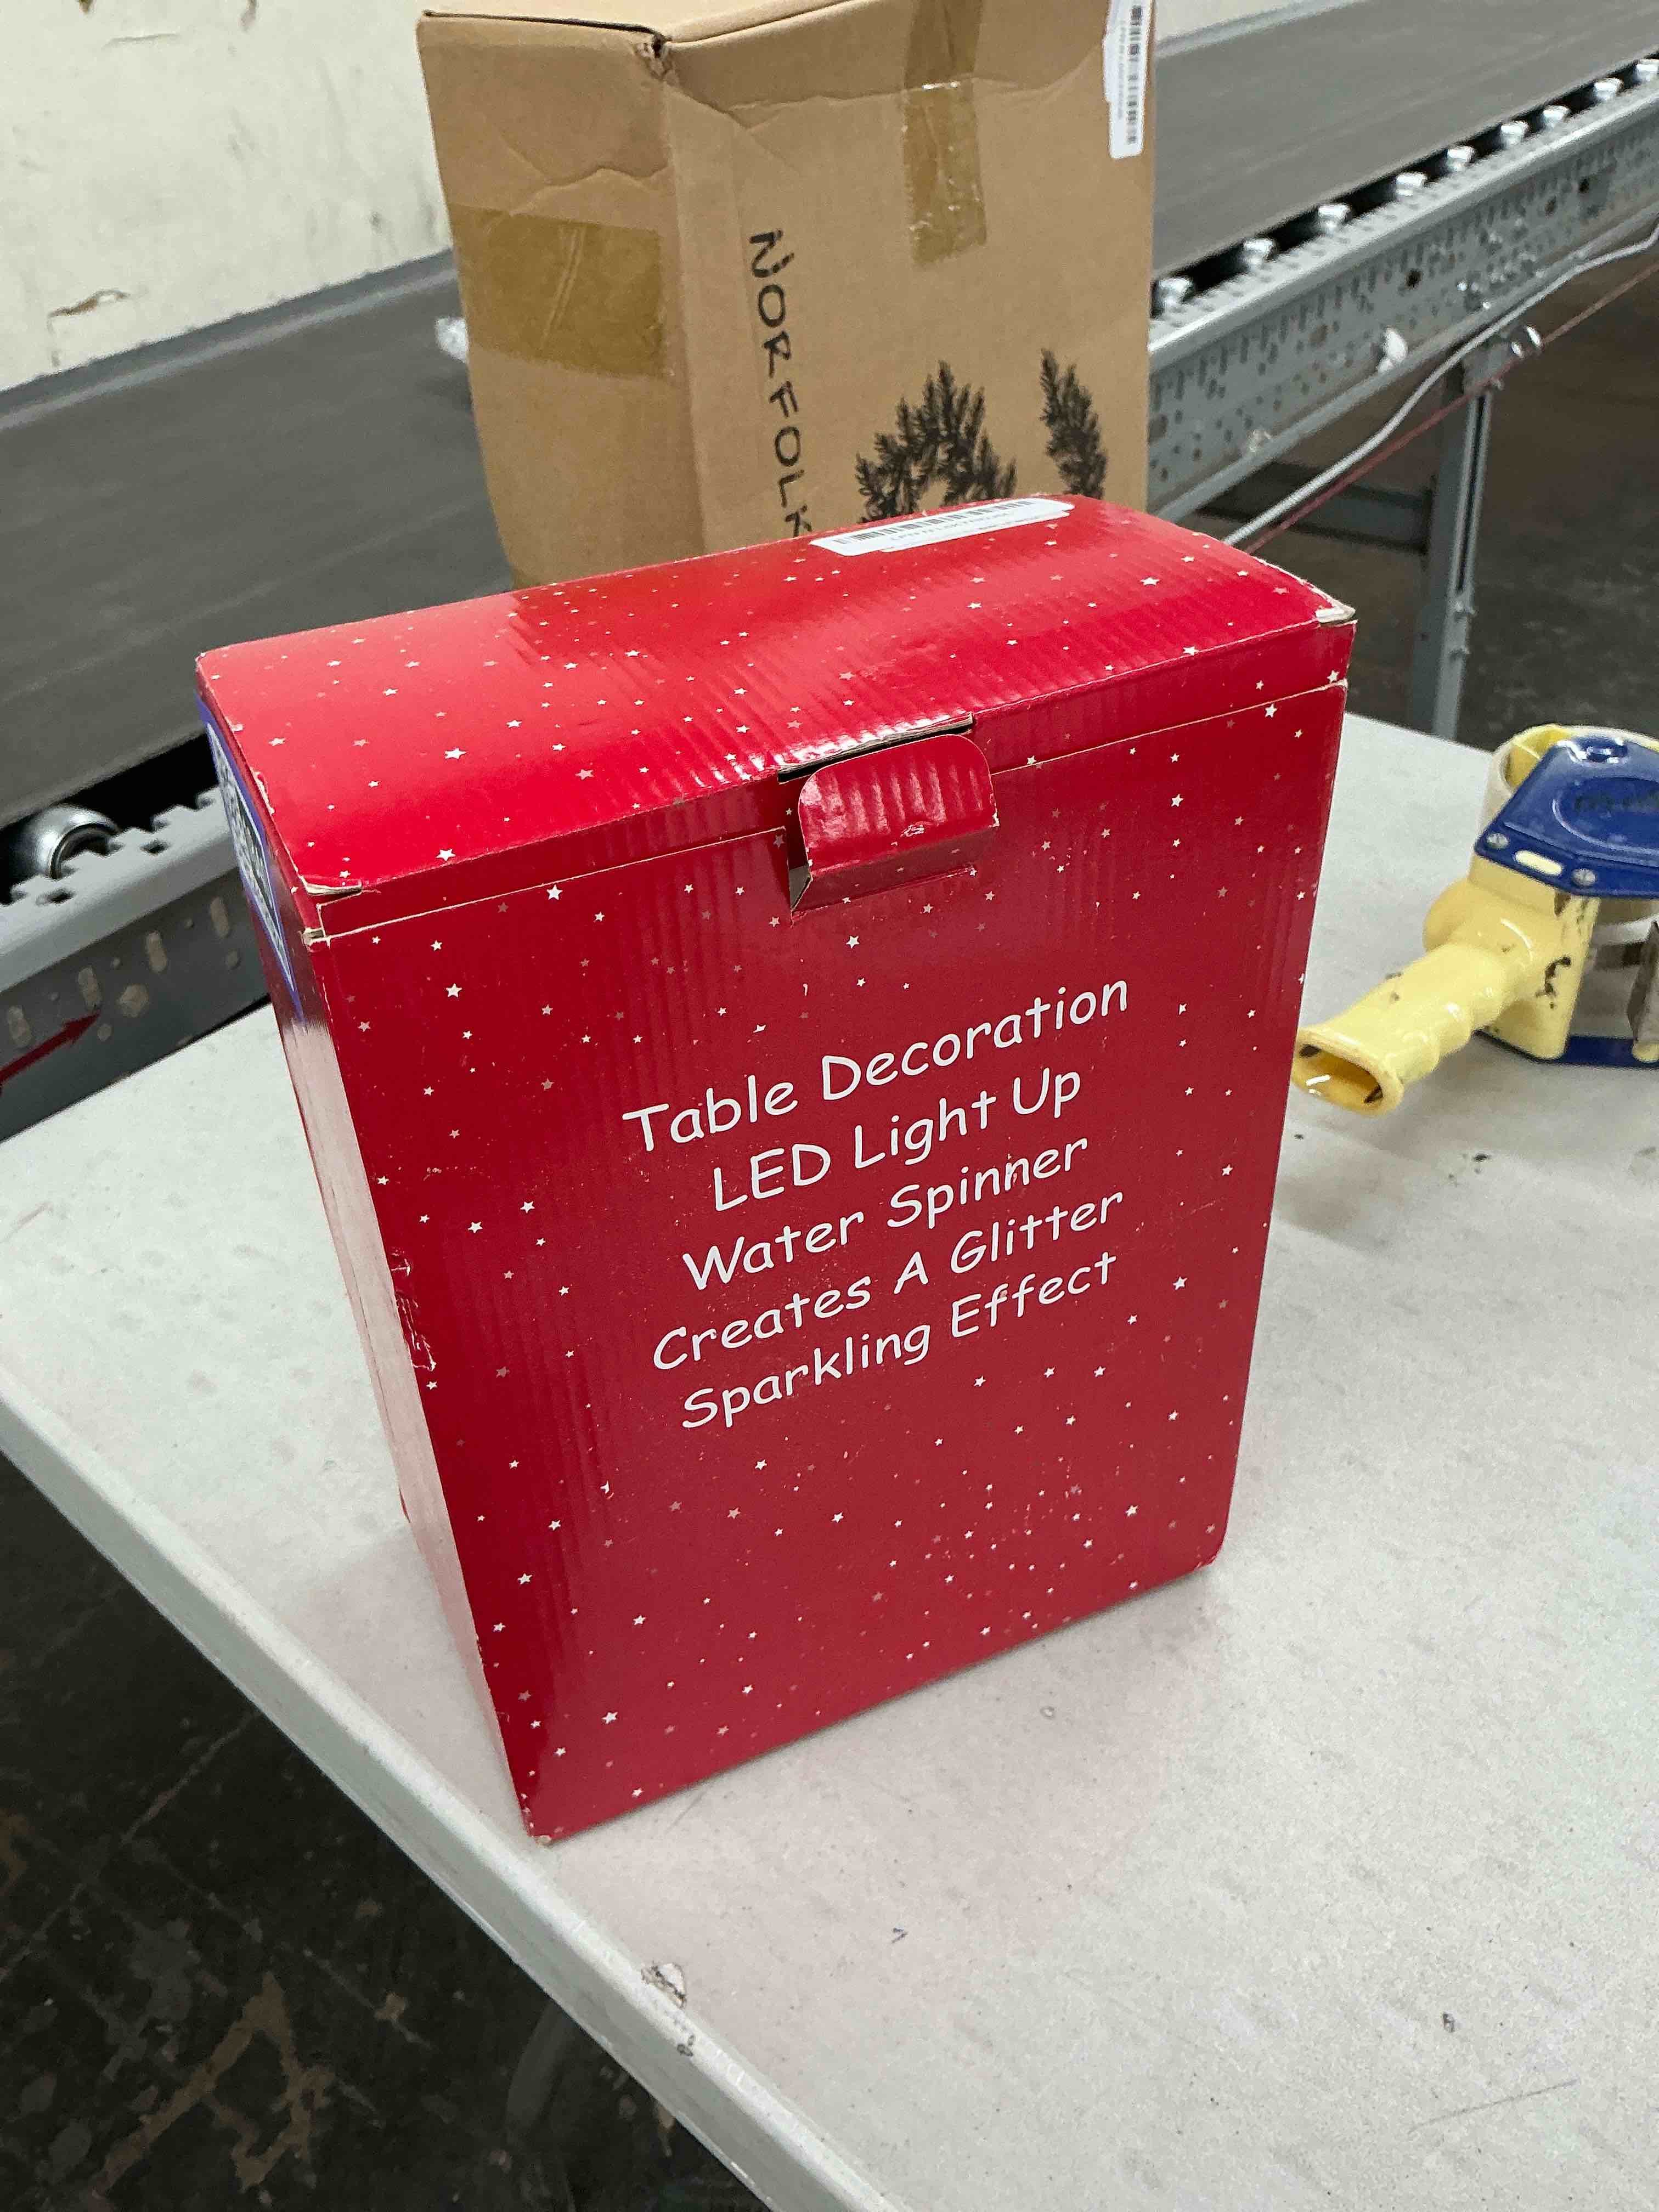 NORFOLK
Table Decoration
LED Light Up
Water Spinner
Creates A Glitter
Sparkling Effect